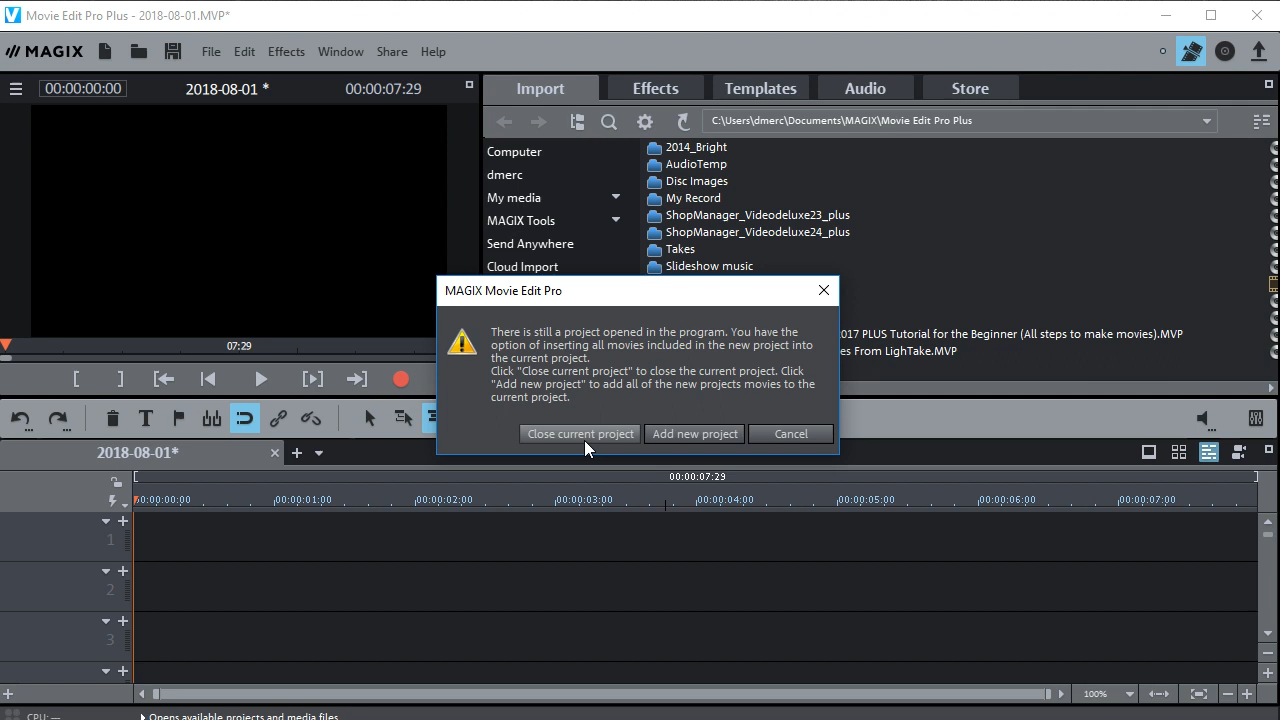 Movie Edit Pro Plus - 2018-08-01.MVP*
MAGIX File Edit Effects Window Share Help
00:00:00:00 2018-08-01 * 00:00:07:29
Import Effects Templates Audio Store
C:\Users\dmerc\Documents\MAGIX\Movie Edit Pro Plus
Computer
dmerc
My media
MAGIX Tools
Send Anywhere
Cloud Import
2014_Bright
AudioTemp
Disc Images
My Record
ShopManager_Videodeluxe23_plus
ShopManager_Videodeluxe24_plus
Takes
Slideshow music
017 PLUS Tutorial for the Beginner (All steps to make movies).MVP
es From LighTake.MVP
MAGIX Movie Edit Pro
There is still a project opened in the program. You have the
option of inserting all movies included in the new project into
the current project.
Click "Close current project" to close the current project. Click
"Add new project" to add all of the new projects movies to the
current project.
Close current project Add new project Cancel
07:29
2018-08-01*
00:00:07:29
00:00:00:00 00:00:01:00 00:00:02:00 00:00:03:00 00:00:04:00 00:00:05:00 00:00:06:00 00:00:07:00
1
2
3
100%
CPU: —
Opens available projects and media files